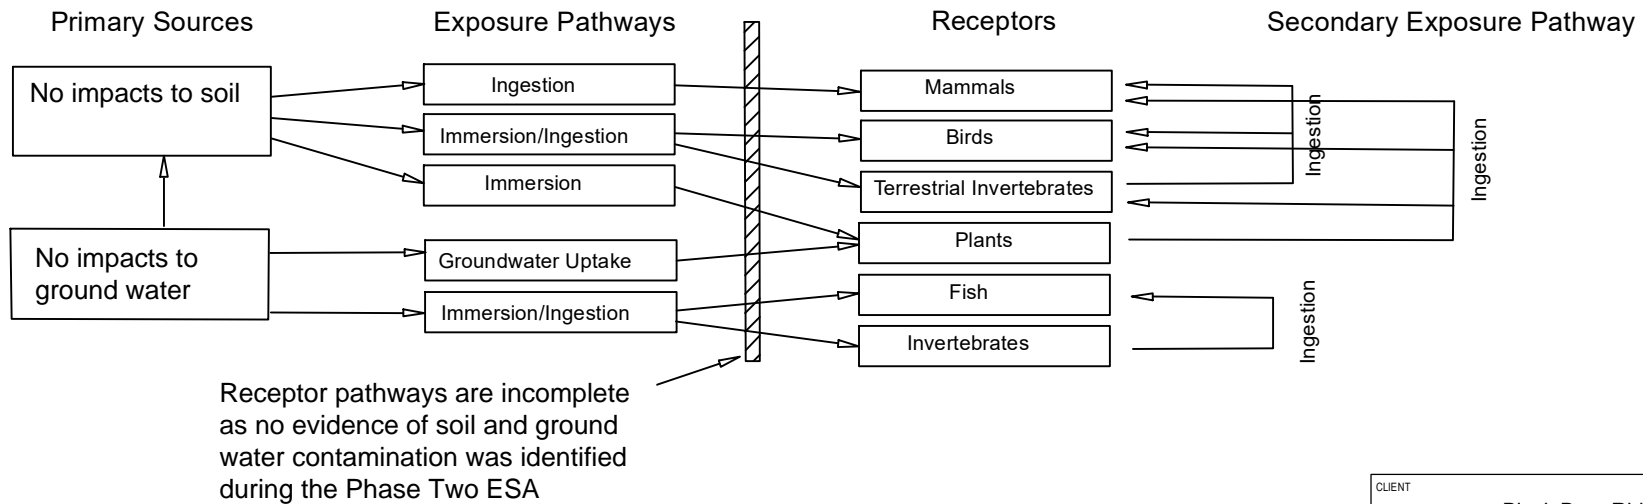 Primary Sources
Exposure Pathways
Receptors
Secondary Exposure Pathway
No impacts to soil
Ingestion
Mammals
Immersion/Ingestion
Birds
Immersion
Terrestrial Invertebrates
Ingestion
Ingestion
Plants
No impacts to
ground water
Groundwater Uptake
Fish
Immersion/Ingestion
Invertebrates
Ingestion
Receptor pathways are incomplete
as no evidence of soil and ground
water contamination was identified
during the Phase Two ESA
CLIENT